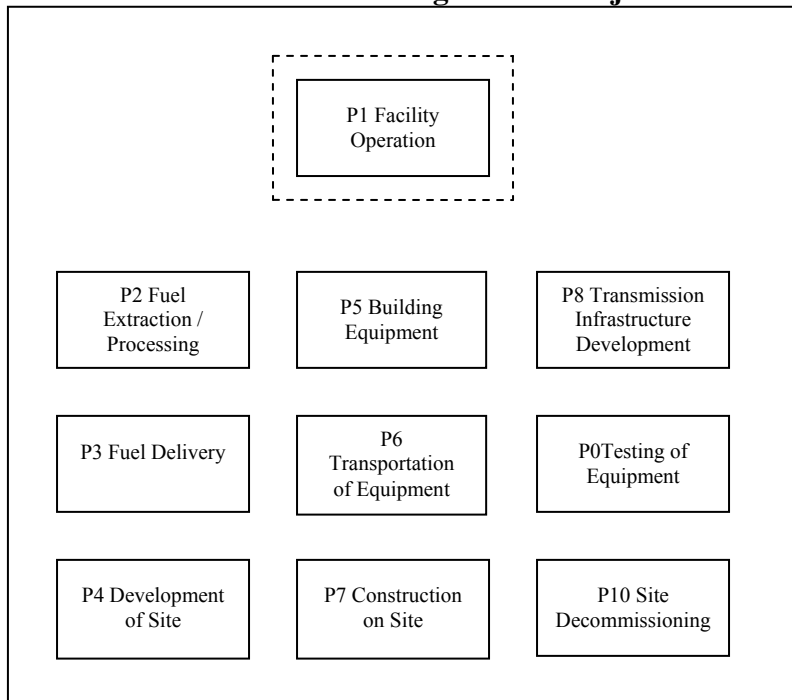 P1 Facility
Operation
P2 Fuel
Extraction /
Processing
P5 Building
Equipment
P8 Transmission
Infrastructure
Development
P3 Fuel Delivery
P6
Transportation
of Equipment
P0Testing of
Equipment
P4 Development
of Site
P7 Construction
on Site
P10 Site
Decommissioning